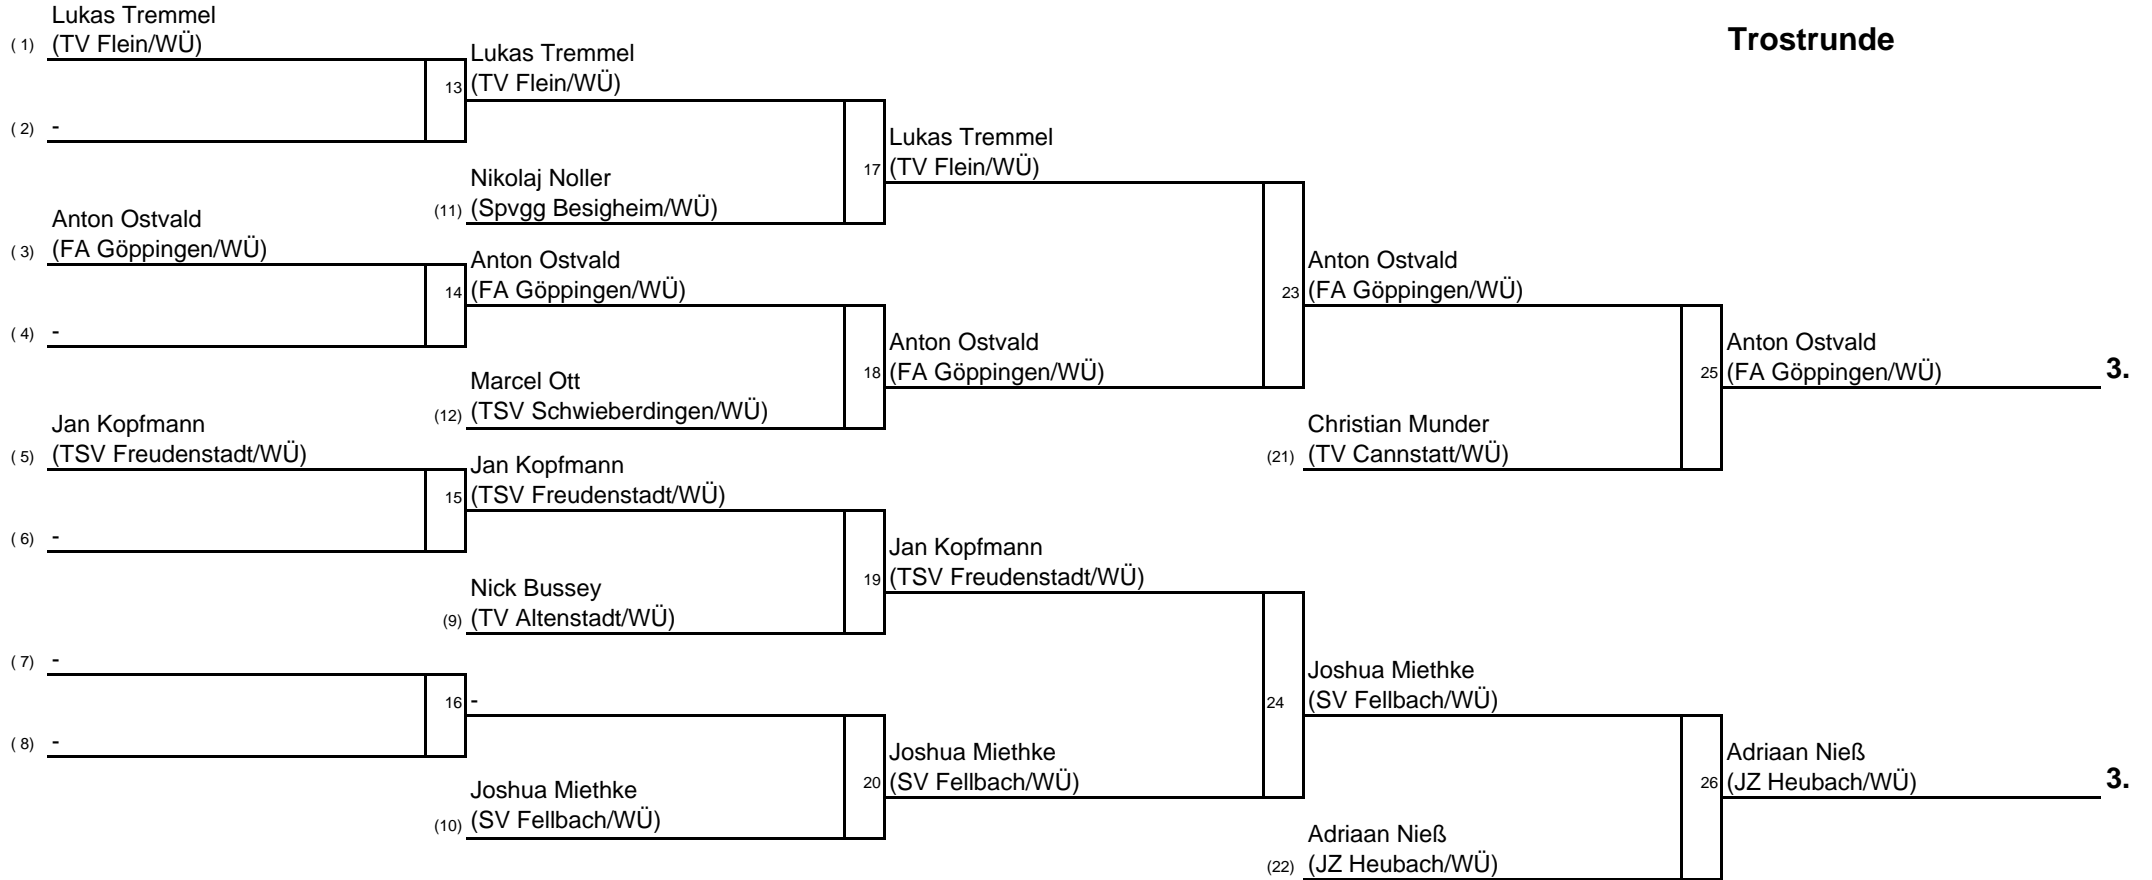 Trostrunde
Lukas Tremmel
( 1) (TV Flein/WÜ)
( 2) -
Anton Ostvald
( 3) (FA Göppingen/WÜ)
( 4) -
Jan Kopfmann
( 5) (TSV Freudenstadt/WÜ)
( 6) -
( 7) -
( 8) -
Lukas Tremmel
13 (TV Flein/WÜ)
Nikolaj Noller
(11) (Spvgg Besigheim/WÜ)
Anton Ostvald
14 (FA Göppingen/WÜ)
Marcel Ott
(12) (TSV Schwieberdingen/WÜ)
Jan Kopfmann
15 (TSV Freudenstadt/WÜ)
Nick Bussey
(9) (TV Altenstadt/WÜ)
16 -
Joshua Miethke
(10) (SV Fellbach/WÜ)
Lukas Tremmel
17 (TV Flein/WÜ)
Anton Ostvald
18 (FA Göppingen/WÜ)
Jan Kopfmann
19 (TSV Freudenstadt/WÜ)
Joshua Miethke
20 (SV Fellbach/WÜ)
Anton Ostvald
23 (FA Göppingen/WÜ)
Christian Munder
(21) (TV Cannstatt/WÜ)
Joshua Miethke
24 (SV Fellbach/WÜ)
Adriaan Nieß
(22) (JZ Heubach/WÜ)
Anton Ostvald
25 (FA Göppingen/WÜ) 3.
Adriaan Nieß
26 (JZ Heubach/WÜ) 3.